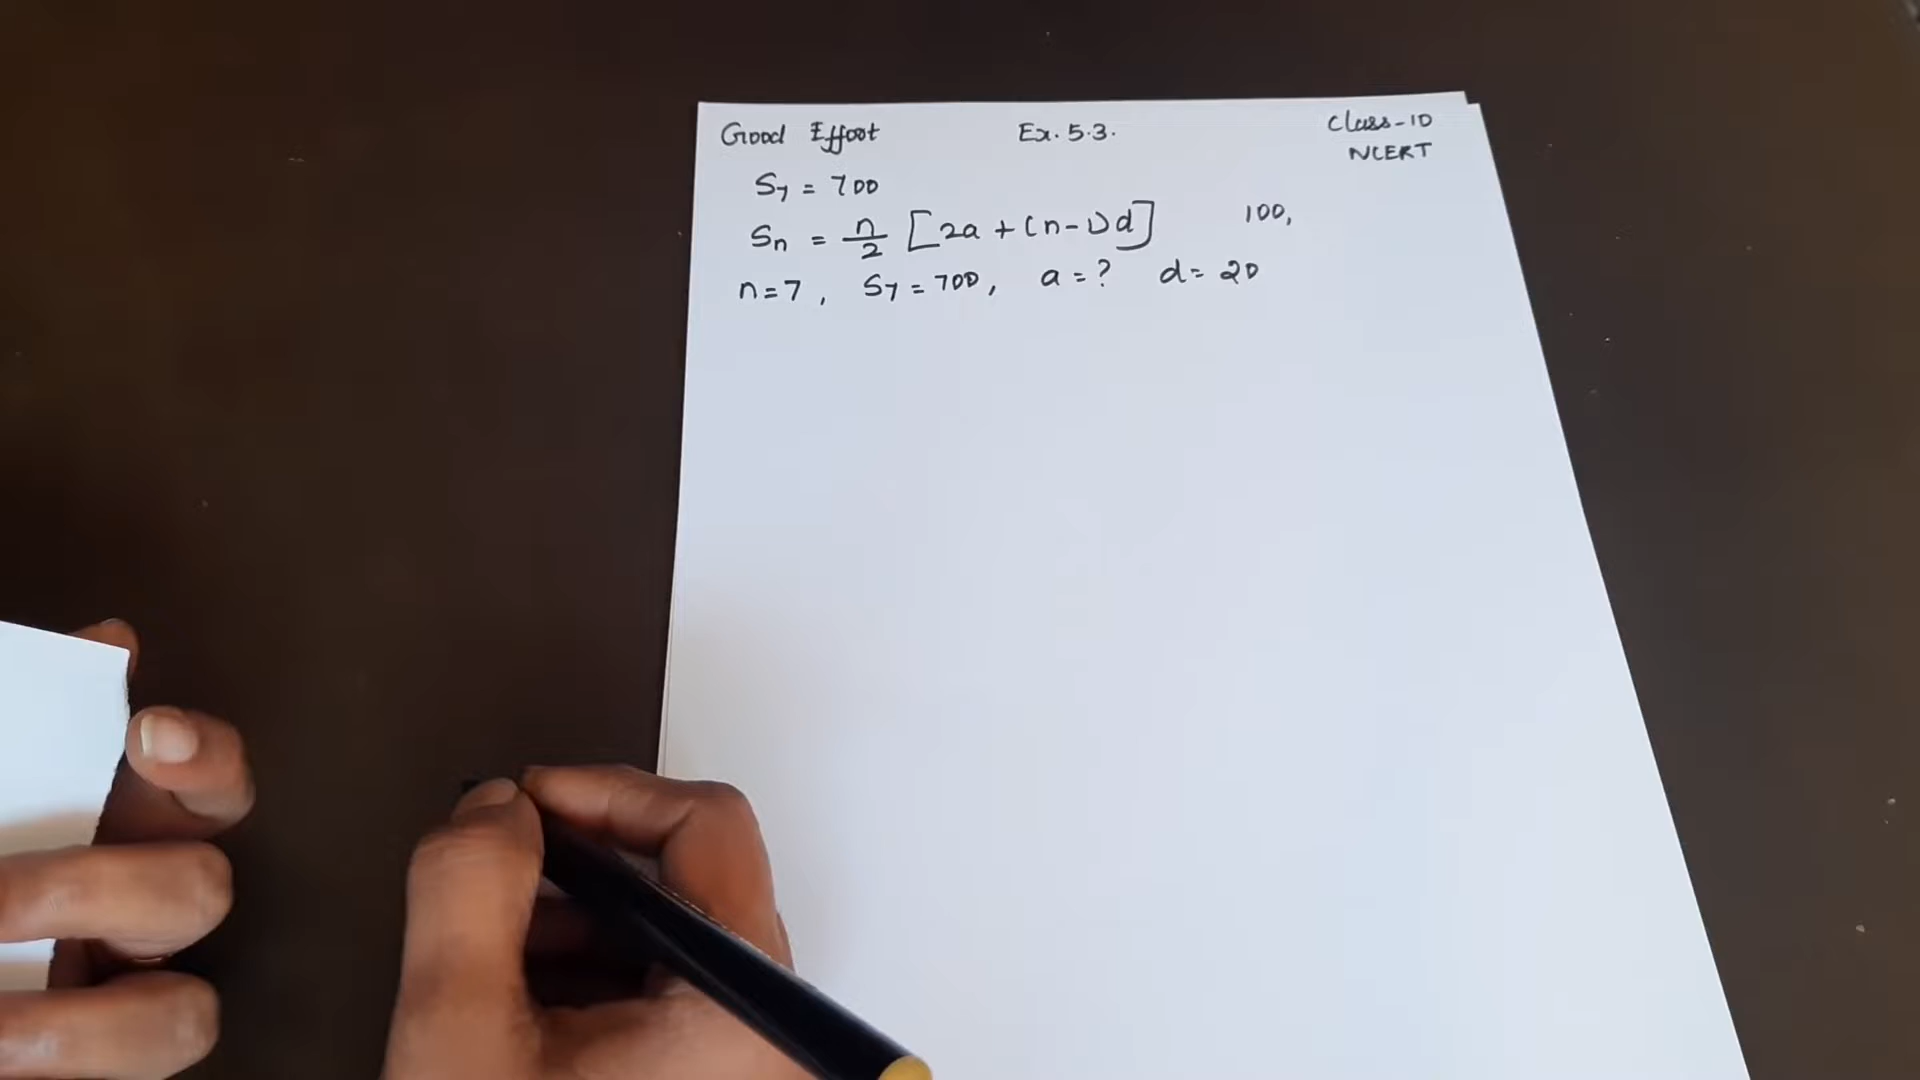 Good Effort Ex. 5.3. Class-10
NCERT
S7 = 700
Sn = n/2 [2a + (n-1)d] 100,
n=7, S7 = 700, a = ? d = 20